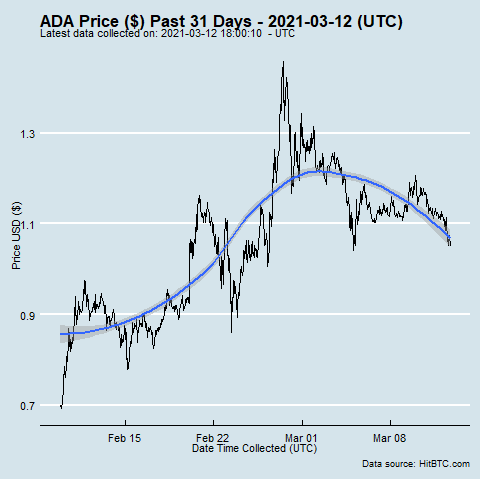 ADA Price ($) Past 31 Days - 2021-03-12 (UTC)
Latest data collected on: 2021-03-12 18:00:10 - UTC
Price USD ($)
1.3
1.1
0.9
0.7
Feb 15
Feb 22
Mar 01
Mar 08
Date Time Collected (UTC)
Data source: HitBTC.com